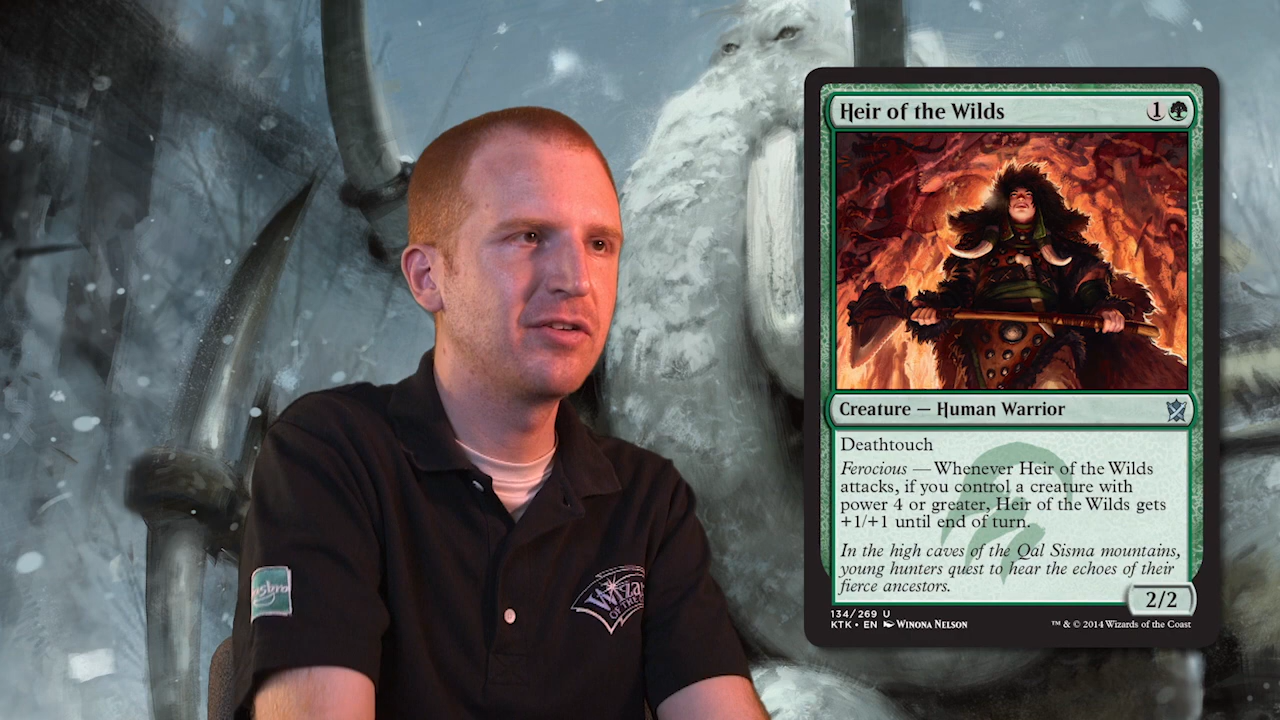 Heir of the Wilds 1
Creature — Human Warrior
Deathtouch
Ferocious — Whenever Heir of the Wilds
attacks, if you control a creature with
power 4 or greater, Heir of the Wilds gets
+1/+1 until end of turn.
In the high caves of the Qal Sisma mountains,
young hunters quest to hear the echoes of their
fierce ancestors.
2/2
134/269 U
KTK • EN Winona Nelson
™ & © 2014 Wizards of the Coast